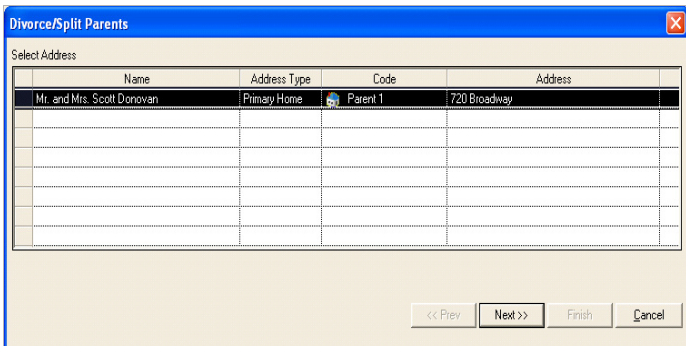 Divorce/Split Parents
Select Address
Name Address Type Code Address
Mr. and Mrs. Scott Donovan Primary Home Parent 1 720 Broadway
<< Prev Next >> Finish Cancel